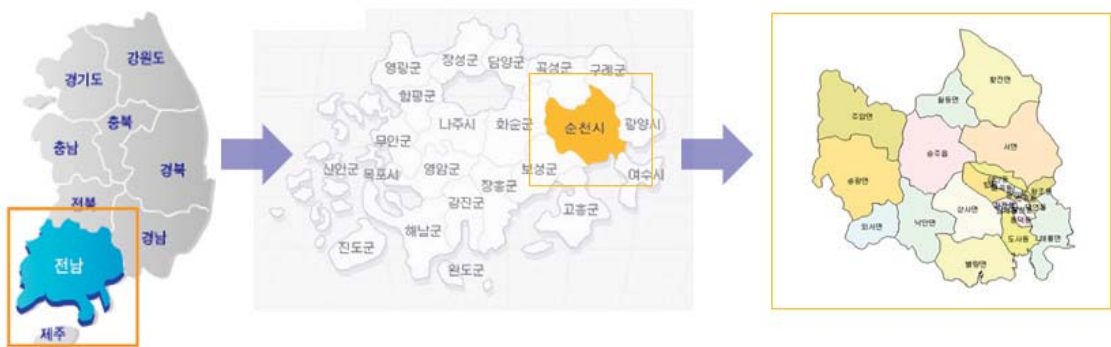 강원도
경기도
충북
충남
경북
전북
경남
전남
제주
장성군
담양군
영광군
곡성군
구례군
함평군
나주시
화순군
순천시
광양시
무안군
신안군
목포시
영암군
보성군
여수시
장흥군
강진군
고흥군
해남군
진도군
완도군
황전면
월등면
주암면
서면
승주읍
송광면
상사면
외서면
낙안면
도사동
해룡면
별량면